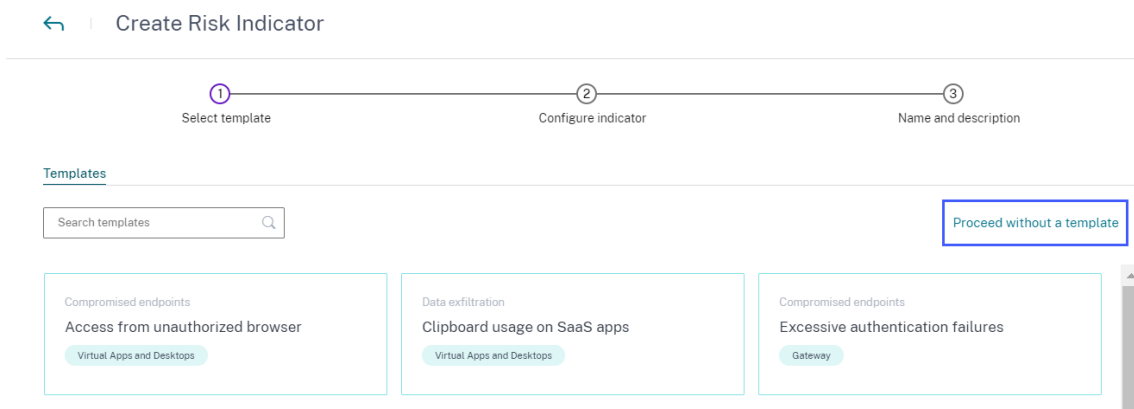 Create Risk Indicator
1
2
3
Select template
Configure indicator
Name and description
Templates
Search templates
Proceed without a template
Compromised endpoints
Access from unauthorized browser
Virtual Apps and Desktops
Data exfiltration
Clipboard usage on SaaS apps
Virtual Apps and Desktops
Compromised endpoints
Excessive authentication failures
Gateway